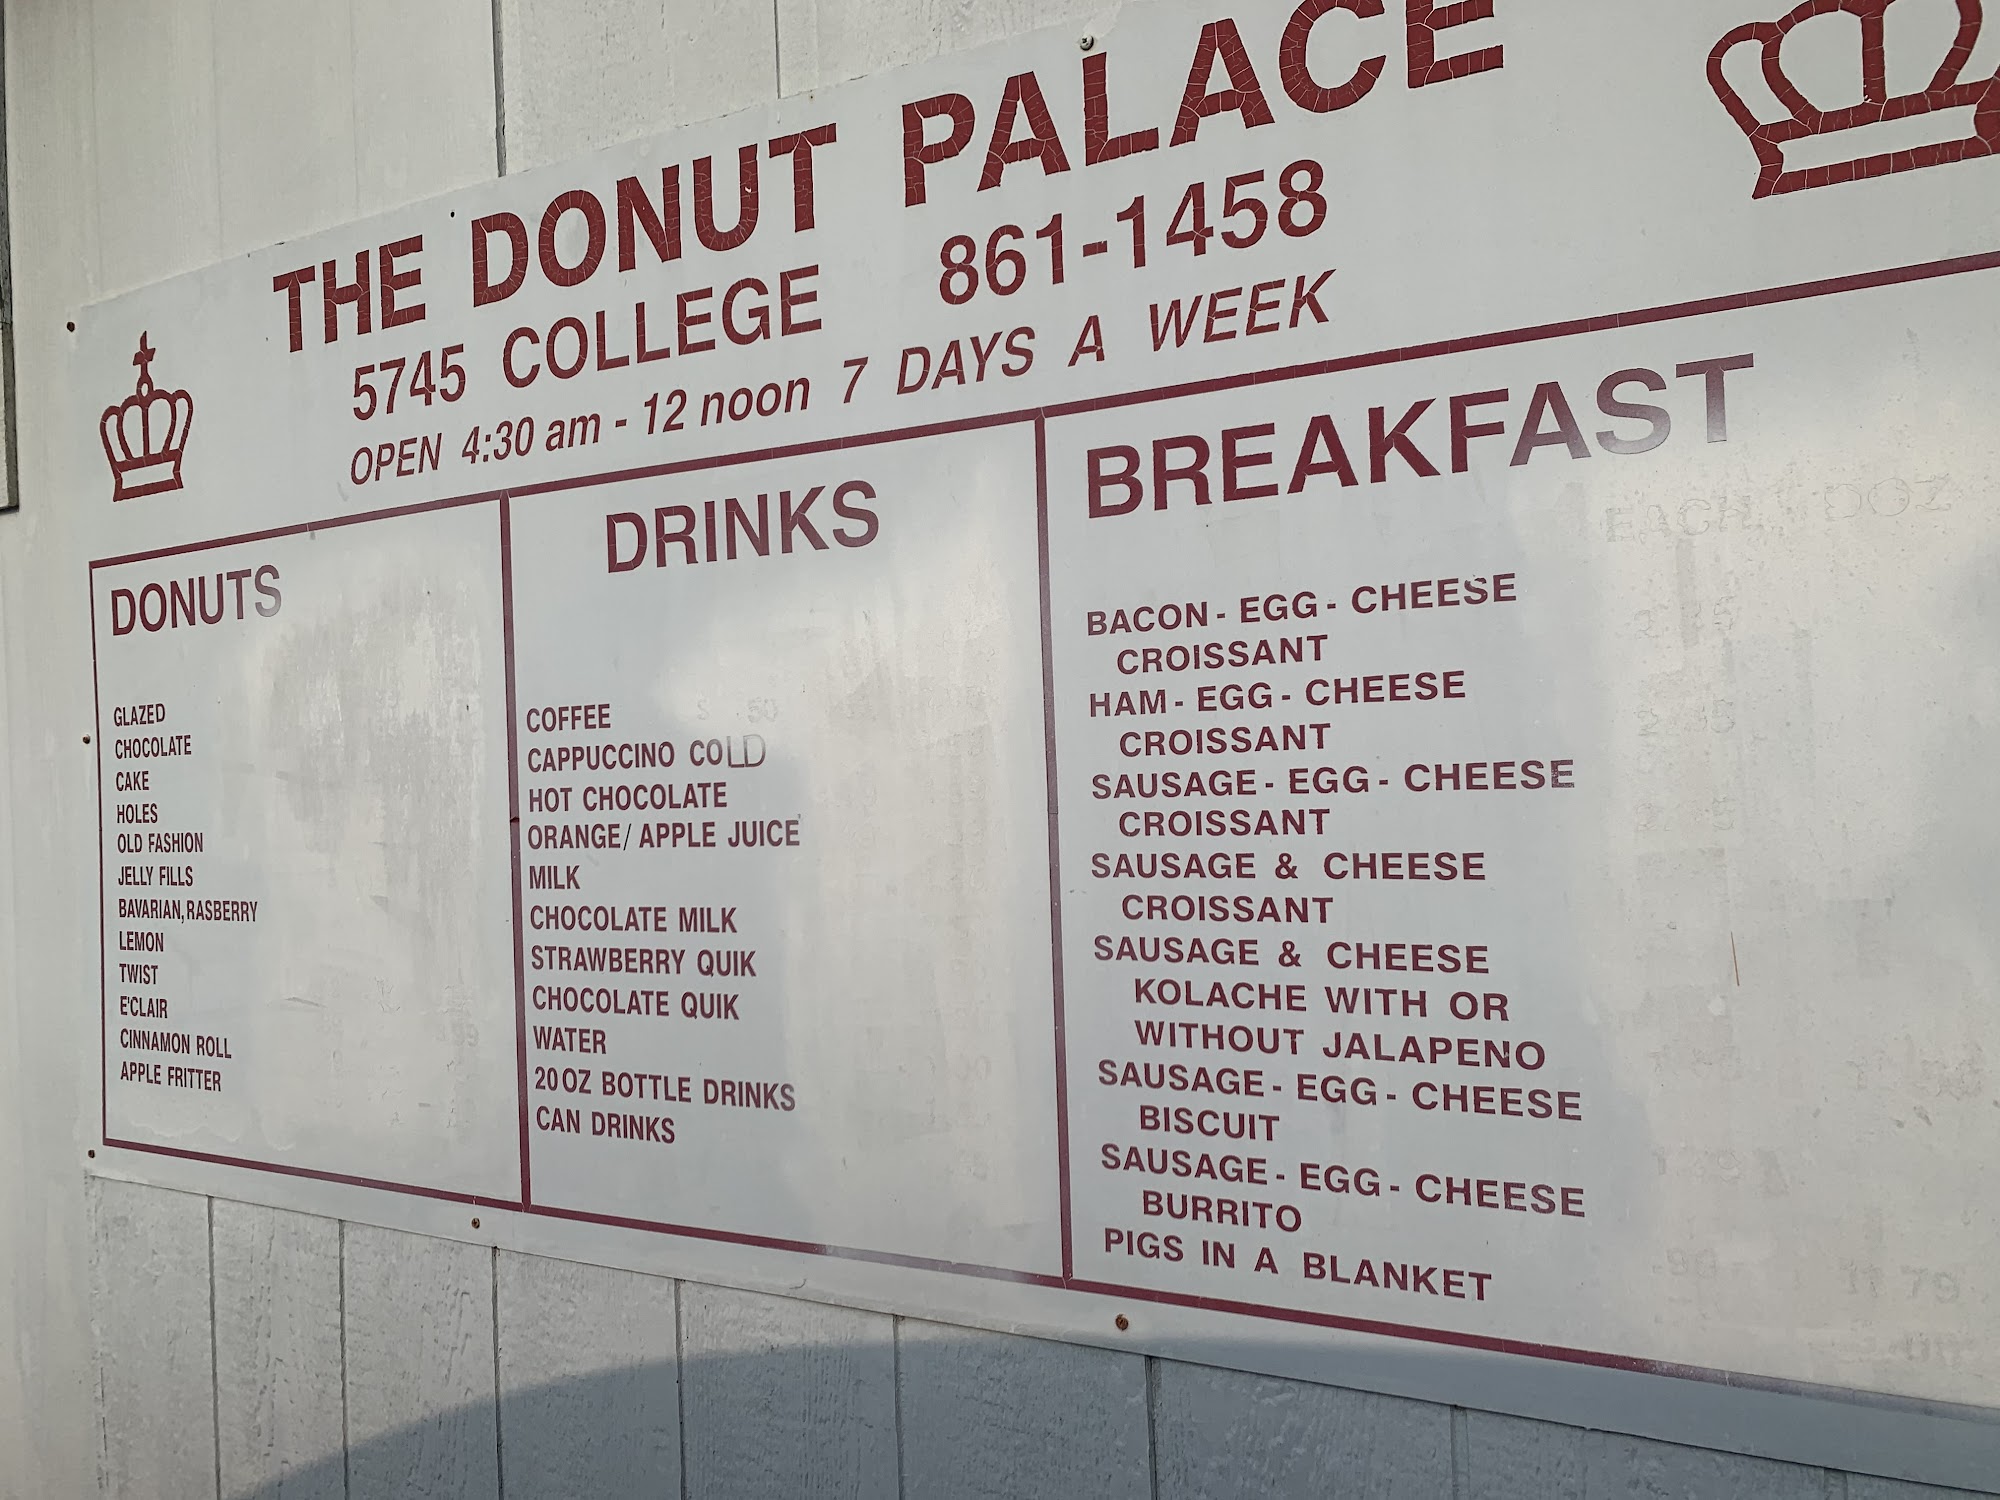 THE DONUT PALACE
5745 COLLEGE 861-1458
OPEN 4:30 am - 12 noon 7 DAYS A WEEK
DONUTS
GLAZED
CHOCOLATE
CAKE
HOLES
OLD FASHION
JELLY FILLS
BAVARIAN, RASBERRY
LEMON
TWIST
E'CLAIR
CINNAMON ROLL
APPLE FRITTER
DRINKS
COFFEE
CAPPUCCINO COLD
HOT CHOCOLATE
ORANGE/ APPLE JUICE
MILK
CHOCOLATE MILK
STRAWBERRY QUIK
CHOCOLATE QUIK
WATER
20 OZ BOTTLE DRINKS
CAN DRINKS
BREAKFAST
EACH DOZ
BACON - EGG - CHEESE
CROISSANT
HAM - EGG - CHEESE
CROISSANT
SAUSAGE - EGG - CHEESE
CROISSANT
SAUSAGE & CHEESE
CROISSANT
SAUSAGE & CHEESE
KOLACHE WITH OR
WITHOUT JALAPENO
SAUSAGE - EGG - CHEESE
BISCUIT
SAUSAGE - EGG - CHEESE
BURRITO
PIGS IN A BLANKET